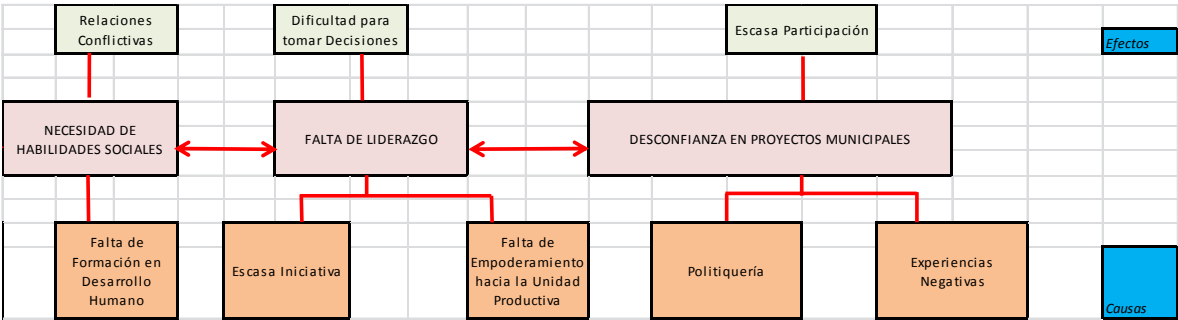 Relaciones
Conflictivas
Dificultad para
tomar Decisiones
Escasa Participación
Efectos
NECESIDAD DE
HABILIDADES SOCIALES
FALTA DE LIDERAZGO
DESCONFIANZA EN PROYECTOS MUNICIPALES
Falta de
Formación en
Desarrollo
Humano
Escasa Iniciativa
Falta de
Empoderamiento
hacia la Unidad
Productiva
Politiquería
Experiencias
Negativas
Causas